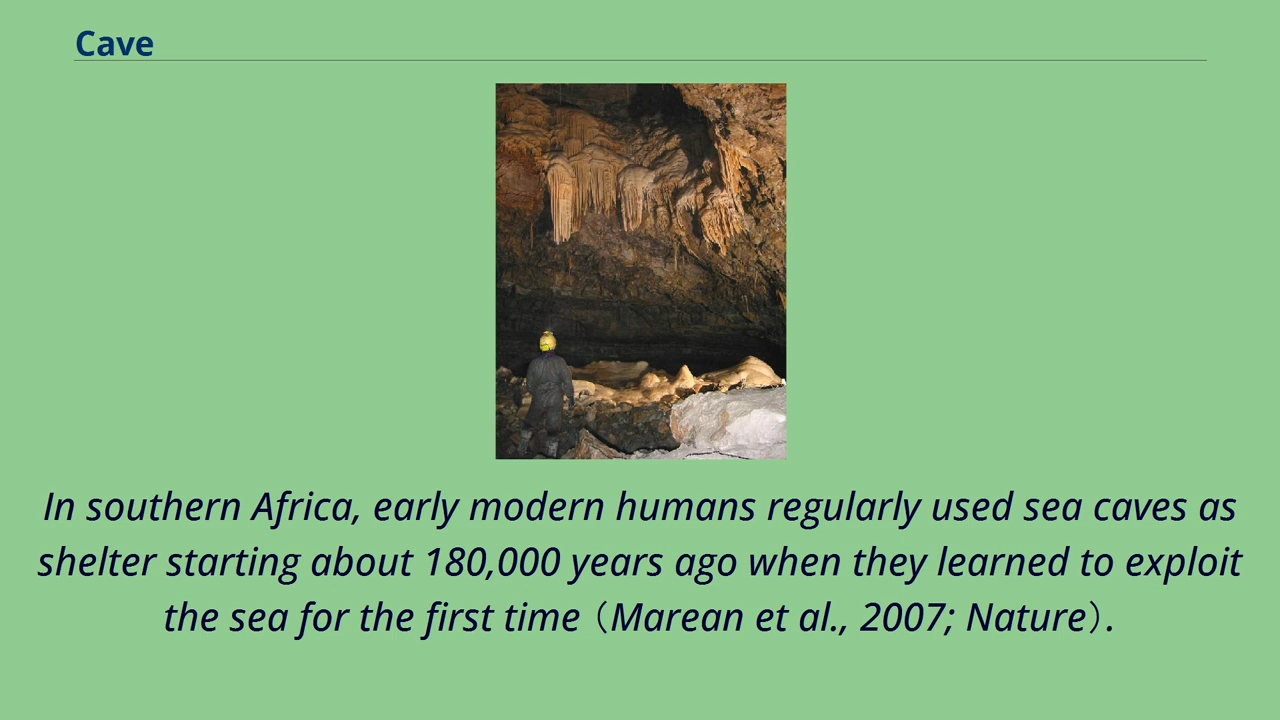 Cave
In southern Africa, early modern humans regularly used sea caves as
shelter starting about 180,000 years ago when they learned to exploit
the sea for the first time（Marean et al., 2007; Nature）.